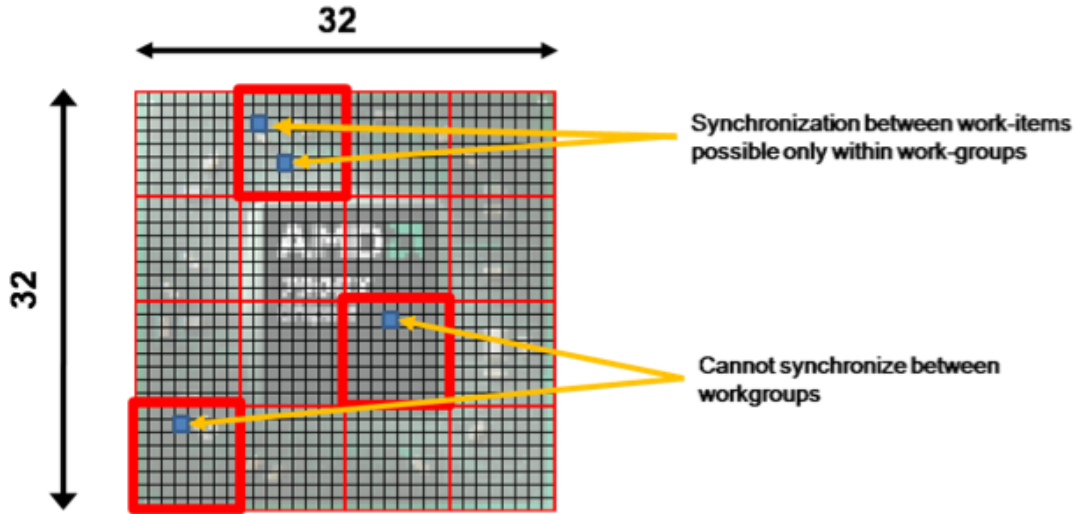 32
Synchronization between work-items
possible only within work-groups
32
AMD
Cannot synchronize between
workgroups